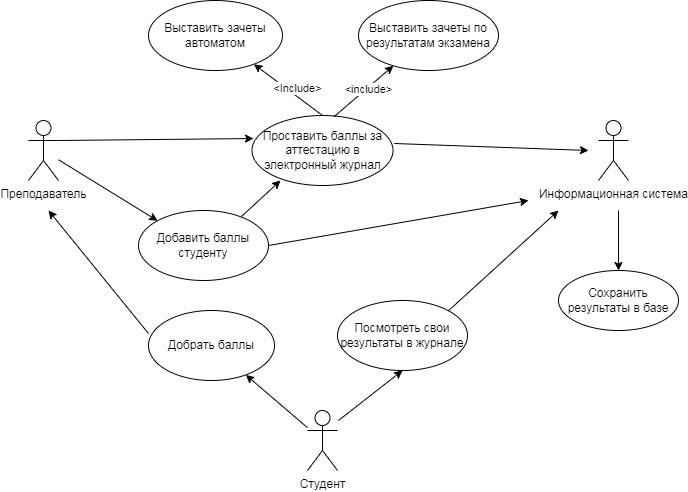 Выставить зачеты
автоматом
Выставить зачеты по
результатам экзамена
<Include>
<include>
Проставить баллы за
аттестацию в
электронный журнал
Преподаватель
Информационная система
Добавить баллы
студенту
Сохранить
результаты в базе
Добрать баллы
Посмотреть свои
результаты в журнале
Студент